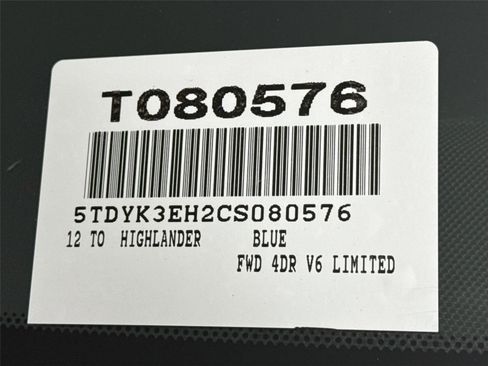 T080576
5TDYK3EH2CS080576
12 TO HIGHLANDER BLUE
FWD 4DR V6 LIMITED